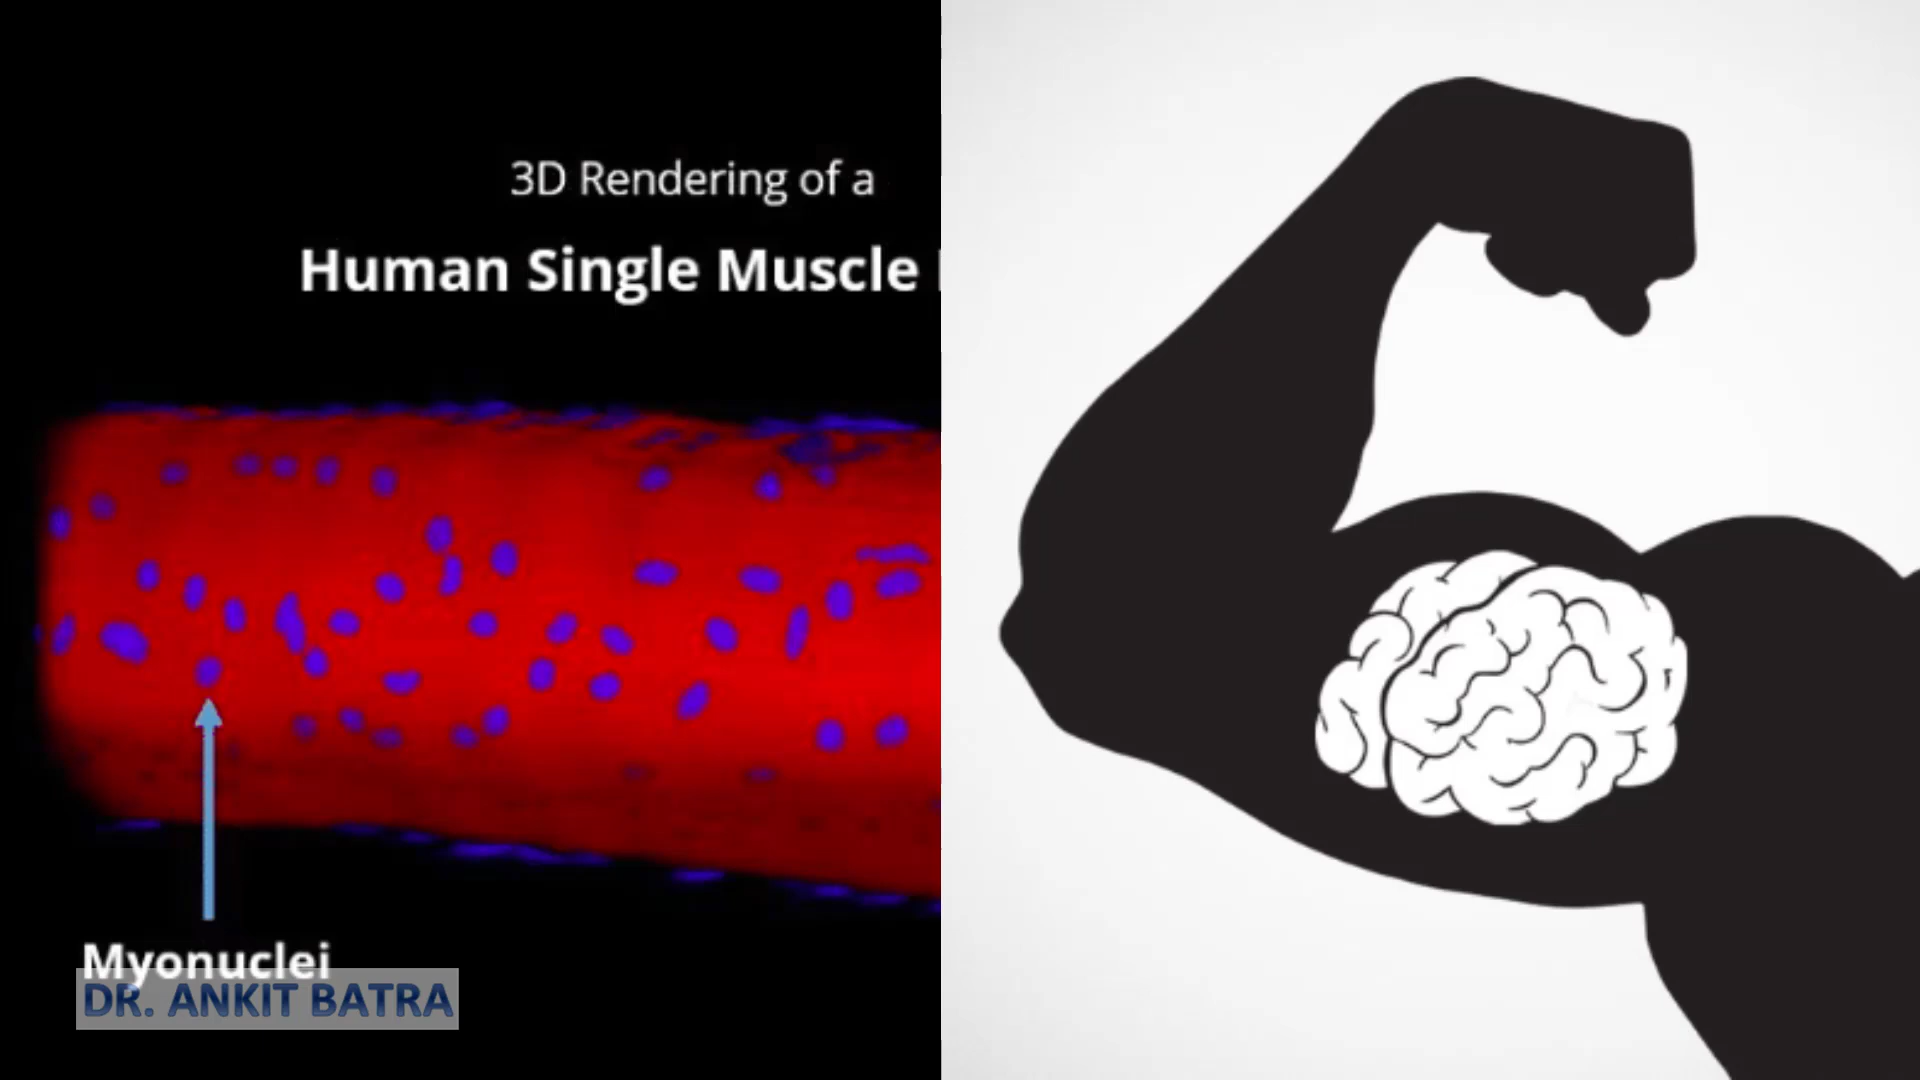 3D Rendering of a
Human Single Muscle
Myonuclei
DR. ANKIT BATRA